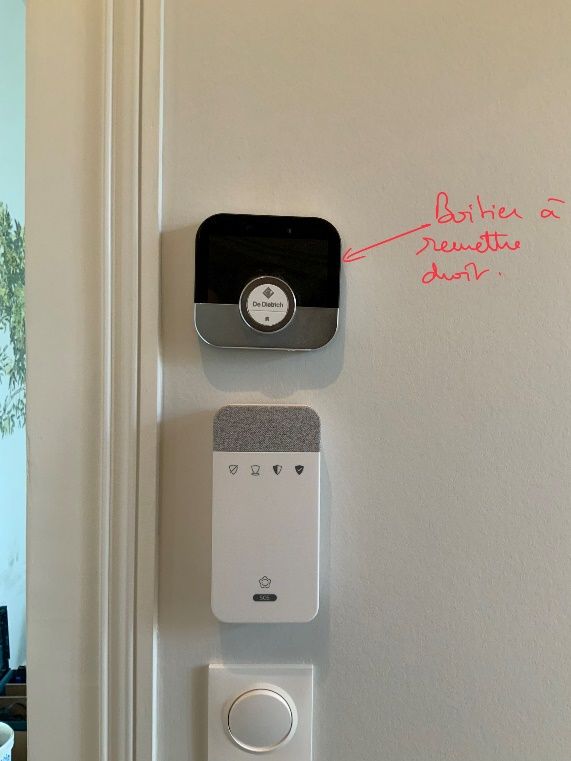 Boitier à
remettre
droit.
De Dietrich
SOS